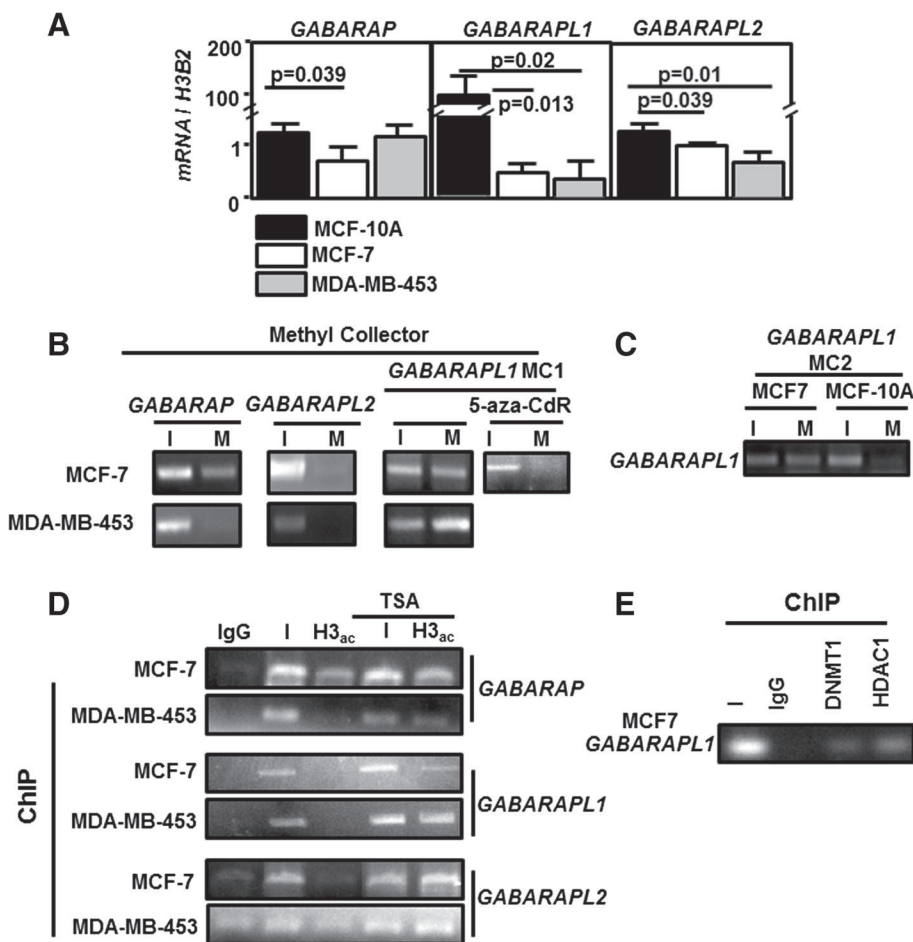 A
GABARAP GABARAPL1 GABARAPL2
200
100
1
0
mRNA / H3B2
p=0.039
p=0.02
p=0.013
p=0.01
p=0.039
MCF-10A
MCF-7
MDA-MB-453
B
Methyl Collector
GABARAPL1 MC1
GABARAP GABARAPL2 5-aza-CdR
I M I M I M I M
MCF-7
MDA-MB-453
C
GABARAPL1
MC2
MCF7 MCF-10A
I M I M
GABARAPL1
D
TSA
IgG I H3ac I H3ac
ChIP
MCF-7
MDA-MB-453
GABARAP
MCF-7
MDA-MB-453
GABARAPL1
MCF-7
MDA-MB-453
GABARAPL2
E
ChIP
I IgG DNMT1 HDAC1
MCF7
GABARAPL1